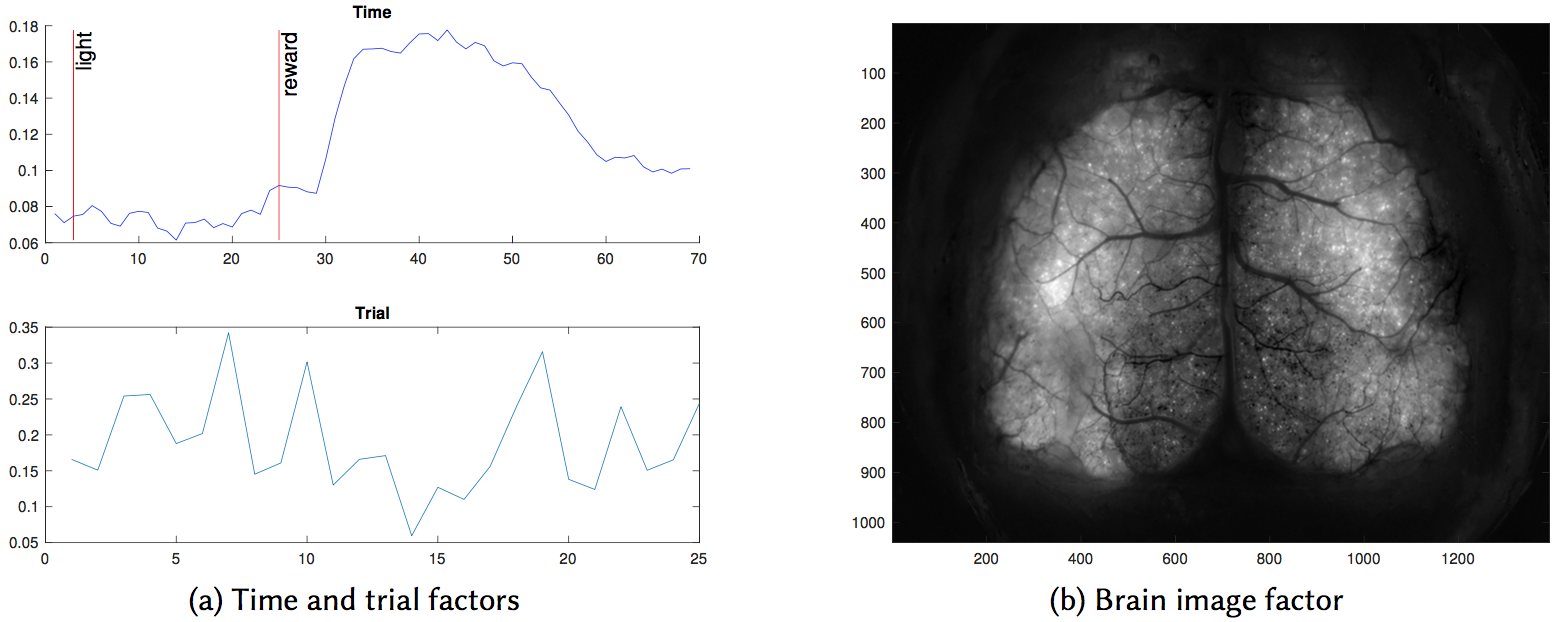 Time
0.18
0.16
0.14
0.12
0.1
0.08
0.06
light
reward
0 10 20 30 40 50 60 70
Trial
0.35
0.3
0.25
0.2
0.15
0.1
0.05
0 5 10 15 20 25
(a) Time and trial factors
100
200
300
400
500
600
700
800
900
1000
200 400 600 800 1000 1200
(b) Brain image factor